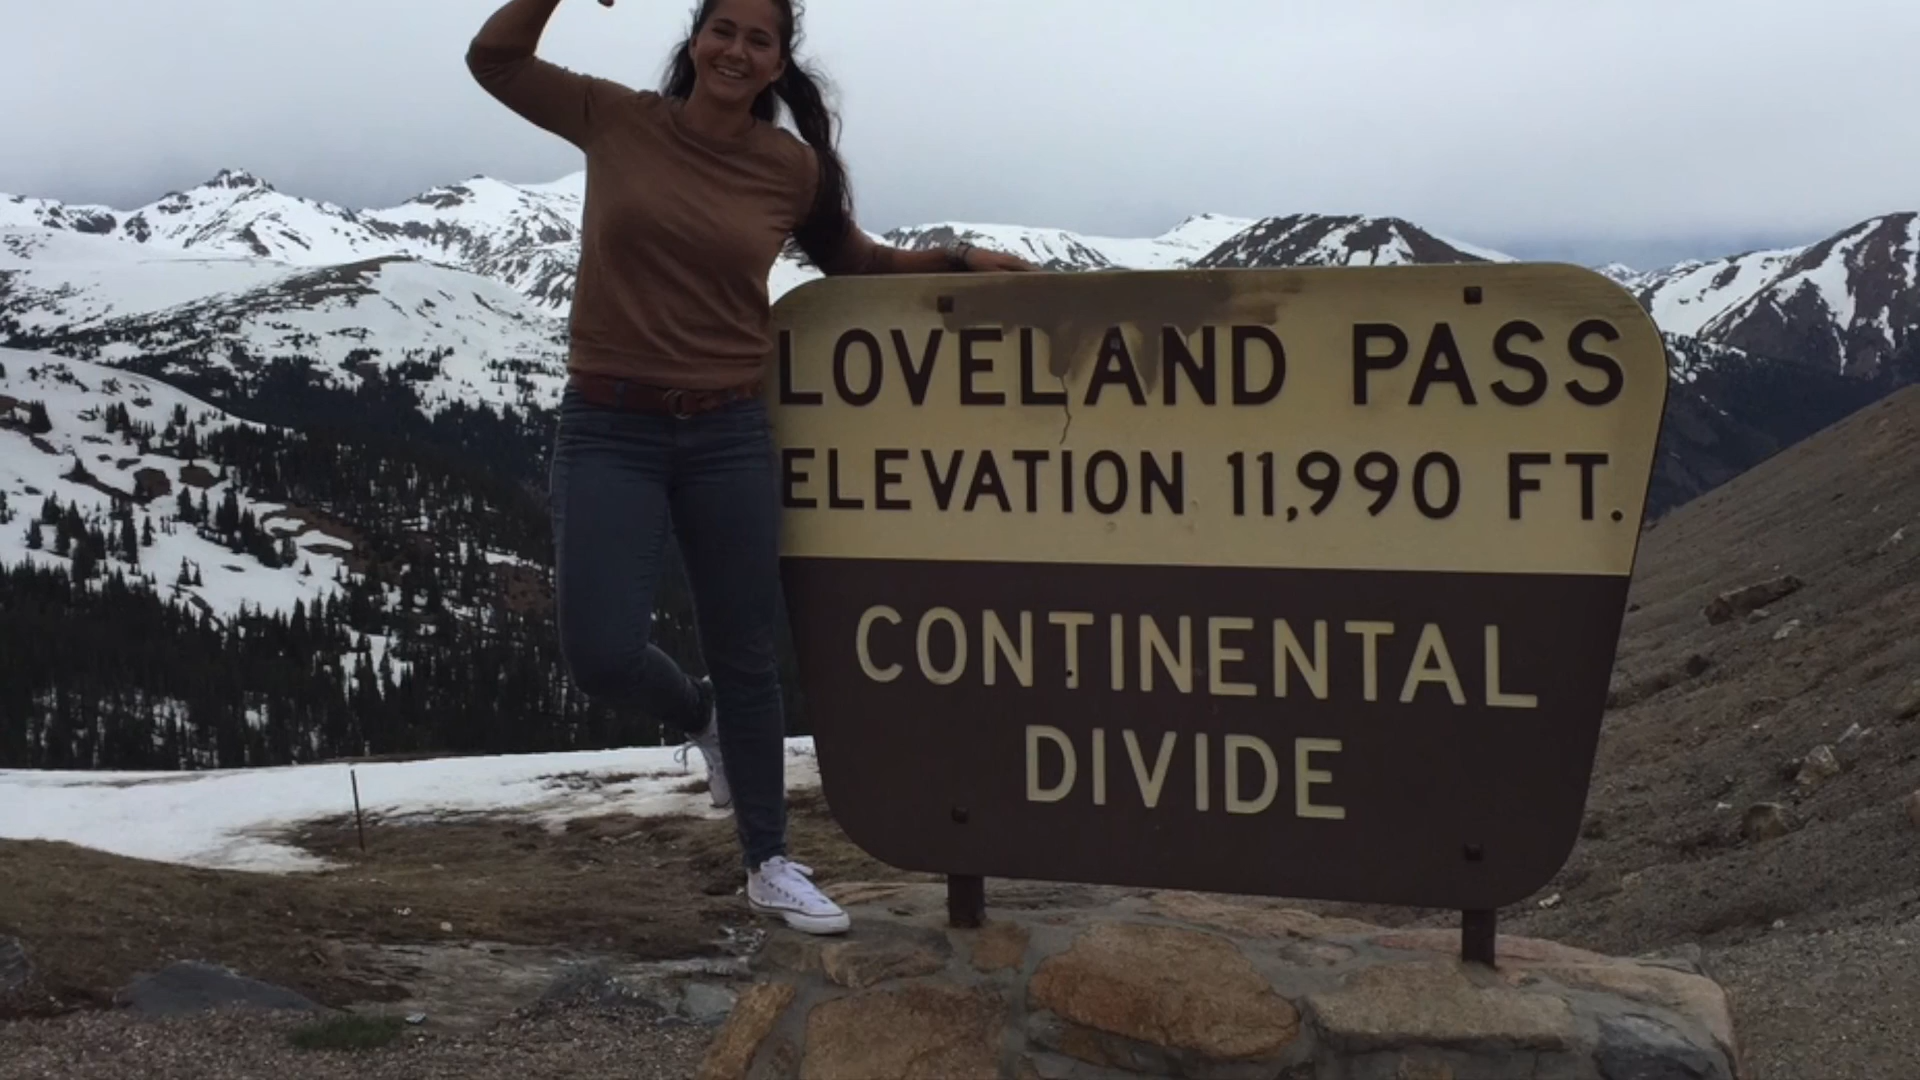 LOVELAND PASS
ELEVATION 11,990 FT.
CONTINENTAL
DIVIDE